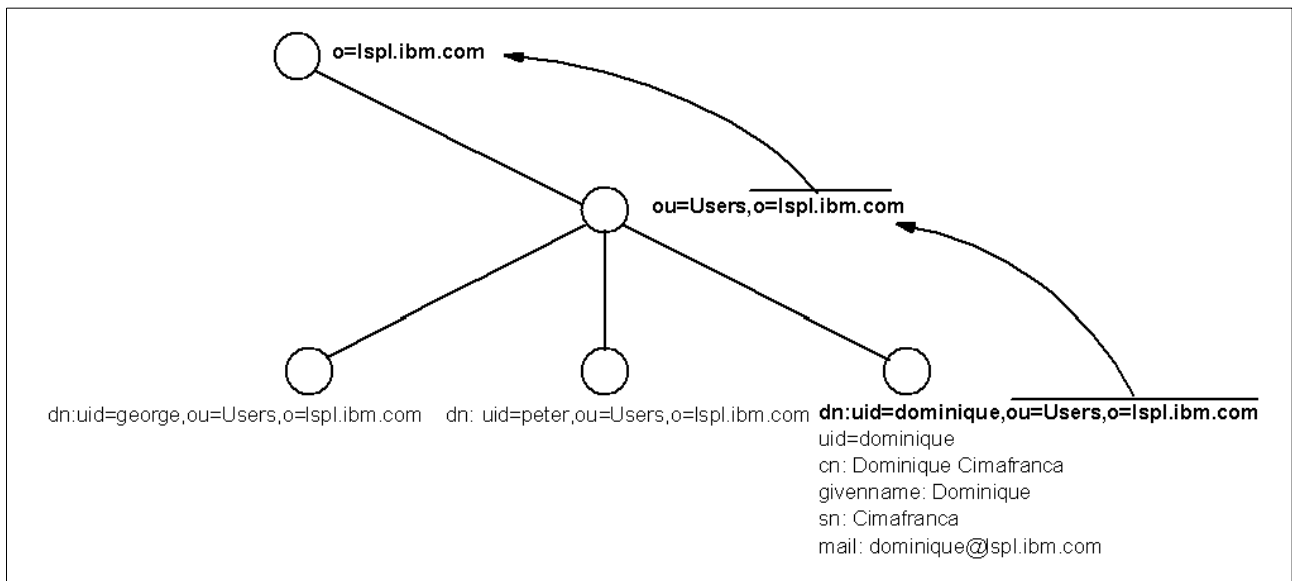 o=lspl.ibm.com
ou=Users,o=lspl.ibm.com
dn:uid=george,ou=Users,o=lspl.ibm.com
dn: uid=peter,ou=Users,o=lspl.ibm.com
dn:uid=dominique,ou=Users,o=lspl.ibm.com
uid=dominique
cn: Dominique Cimafranca
givenname: Dominique
sn: Cimafranca
mail: dominique@lspl.ibm.com